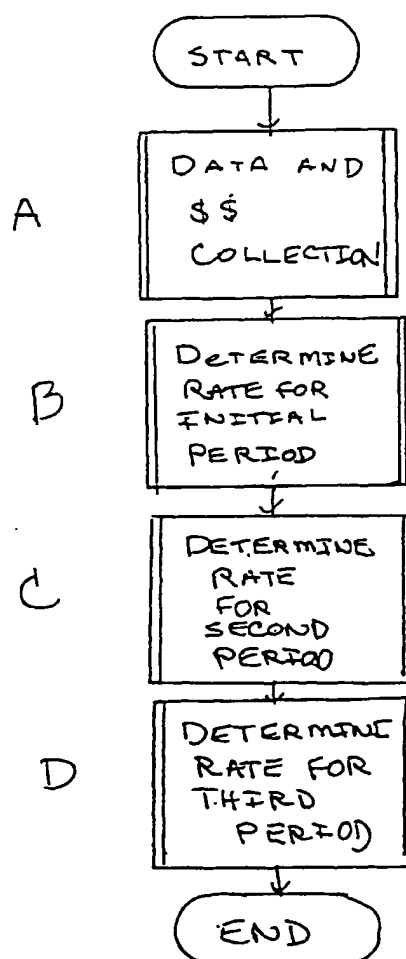 START
A
DATA AND
$$
COLLECTION
B
DETERMINE
RATE FOR
INITIAL
PERIOD
C
DETERMINE
RATE
FOR
SECOND
PERIOD
D
DETERMINE
RATE FOR
THIRD
PERIOD
END